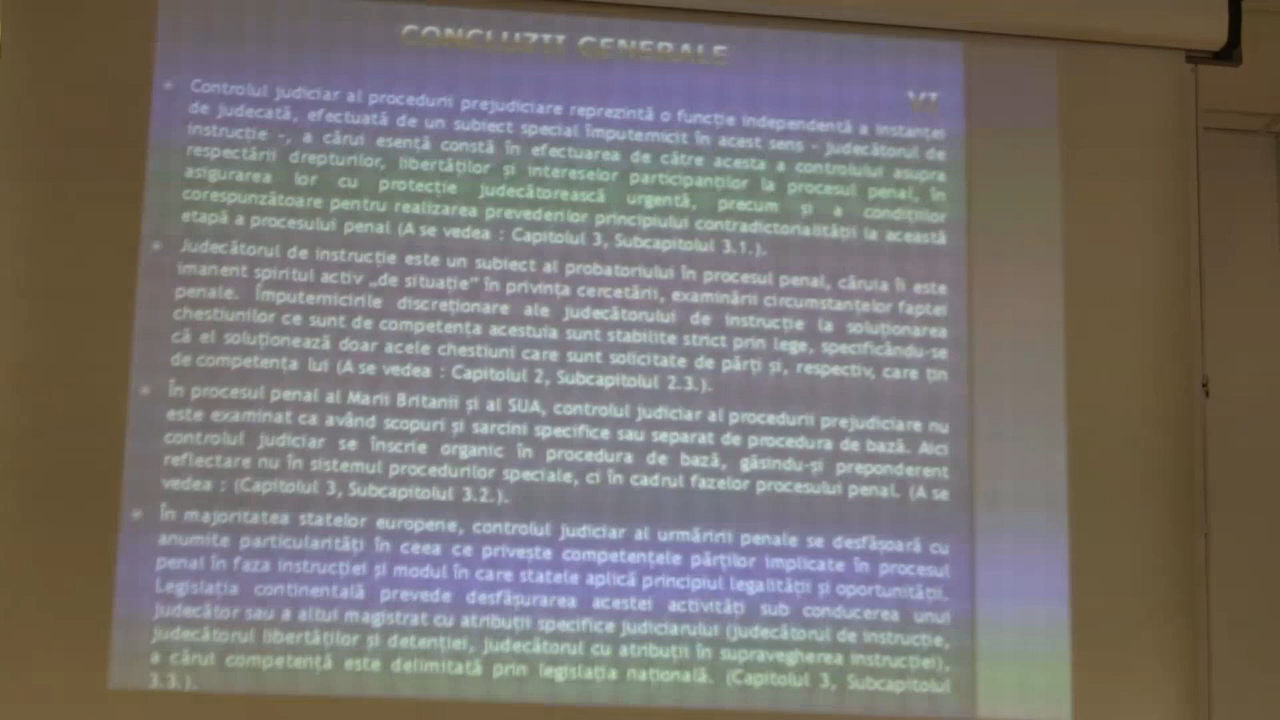 CONCLUZII GENERALE
VI
Controlul judiciar al procedurii prejudiciare reprezintă o funcție independentă a instanței
de judecată, efectuată de un subiect special împuternicit în acest sens - judecătorul de
instrucție -, a cărui esență constă în efectuarea de către acesta a controlului asupra
respectării drepturilor, libertăților și intereselor participanților la procesul penal, în
asigurarea lor cu protecție judecătorească urgentă, precum și a condițiilor
corespunzătoare pentru realizarea prevederilor principiului contradictorialității la această
etapă a procesului penal (A se vedea : Capitolul 3, Subcapitolul 3.1.).
Judecătorul de instrucție este un subiect al probatoriului în procesul penal, căruia îi este
imanent spiritul activ „de situație” în privința cercetării, examinării circumstanțelor faptei
penale. Împuternicirile discreționare ale judecătorului de instrucție la soluționarea
chestiunilor ce sunt de competența acestuia sunt stabilite strict prin lege, specificându-se
că el soluționează doar acele chestiuni care sunt solicitate de părți și, respectiv, care țin
de competența lui (A se vedea : Capitolul 2, Subcapitolul 2.3.).
În procesul penal al Marii Britanii și al SUA, controlul judiciar al procedurii prejudiciare nu
este examinat ca având scopuri și sarcini specifice sau separat de procedura de bază. Aici
controlul judiciar se înscrie organic în procedura de bază, găsindu-și preponderent
reflectare nu în sistemul procedurilor speciale, ci în cadrul fazelor procesului penal. (A se
vedea : (Capitolul 3, Subcapitolul 3.2.).
În majoritatea statelor europene, controlul judiciar al urmăririi penale se desfășoară cu
anumite particularități în ceea ce privește competențele părților implicate în procesul
penal în faza instrucției și modul în care statele aplică principiul legalității și oportunității.
Legislația continentală prevede desfășurarea acestei activități sub conducerea unui
judecător sau a altui magistrat cu atribuții specifice judiciarului (judecătorul de instrucție,
judecătorul libertăților și detenției, judecătorul cu atribuții în supravegherea instrucției),
a cărui competență este delimitată prin legislația națională. (Capitolul 3, Subcapitolul
3.3.).